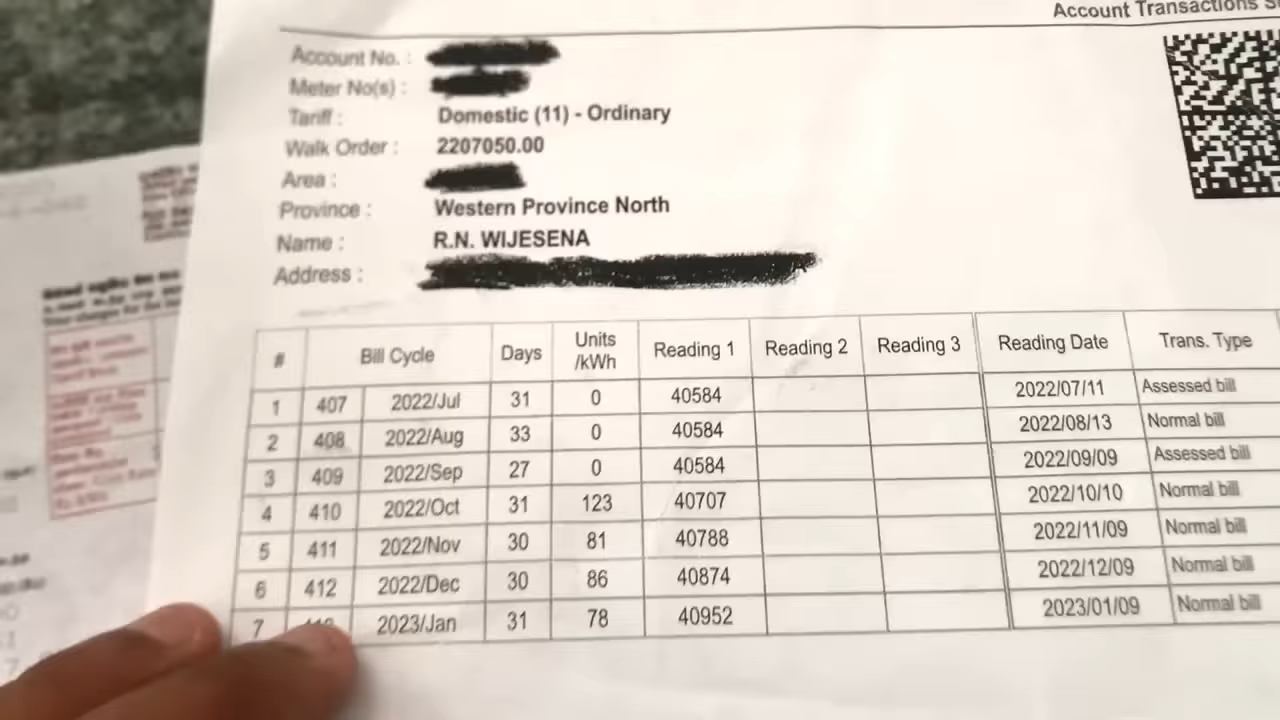 Account Transactions
Account No. :
Meter No(s) :
Tariff : Domestic (11) - Ordinary
Walk Order : 2207050.00
Area :
Province : Western Province North
Name : R.N. WIJESENA
Address :
# Bill Cycle Days Units /kWh Reading 1 Reading 2 Reading 3 Reading Date Trans. Type
1 407 2022/Jul 31 0 40584 2022/07/11 Assessed bill
2 408 2022/Aug 33 0 40584 2022/08/13 Normal bill
3 409 2022/Sep 27 0 40584 2022/09/09 Assessed bill
4 410 2022/Oct 31 123 40707 2022/10/10 Normal bill
5 411 2022/Nov 30 81 40788 2022/11/09 Normal bill
6 412 2022/Dec 30 86 40874 2022/12/09 Normal bill
7 2023/Jan 31 78 40952 2023/01/09 Normal bill